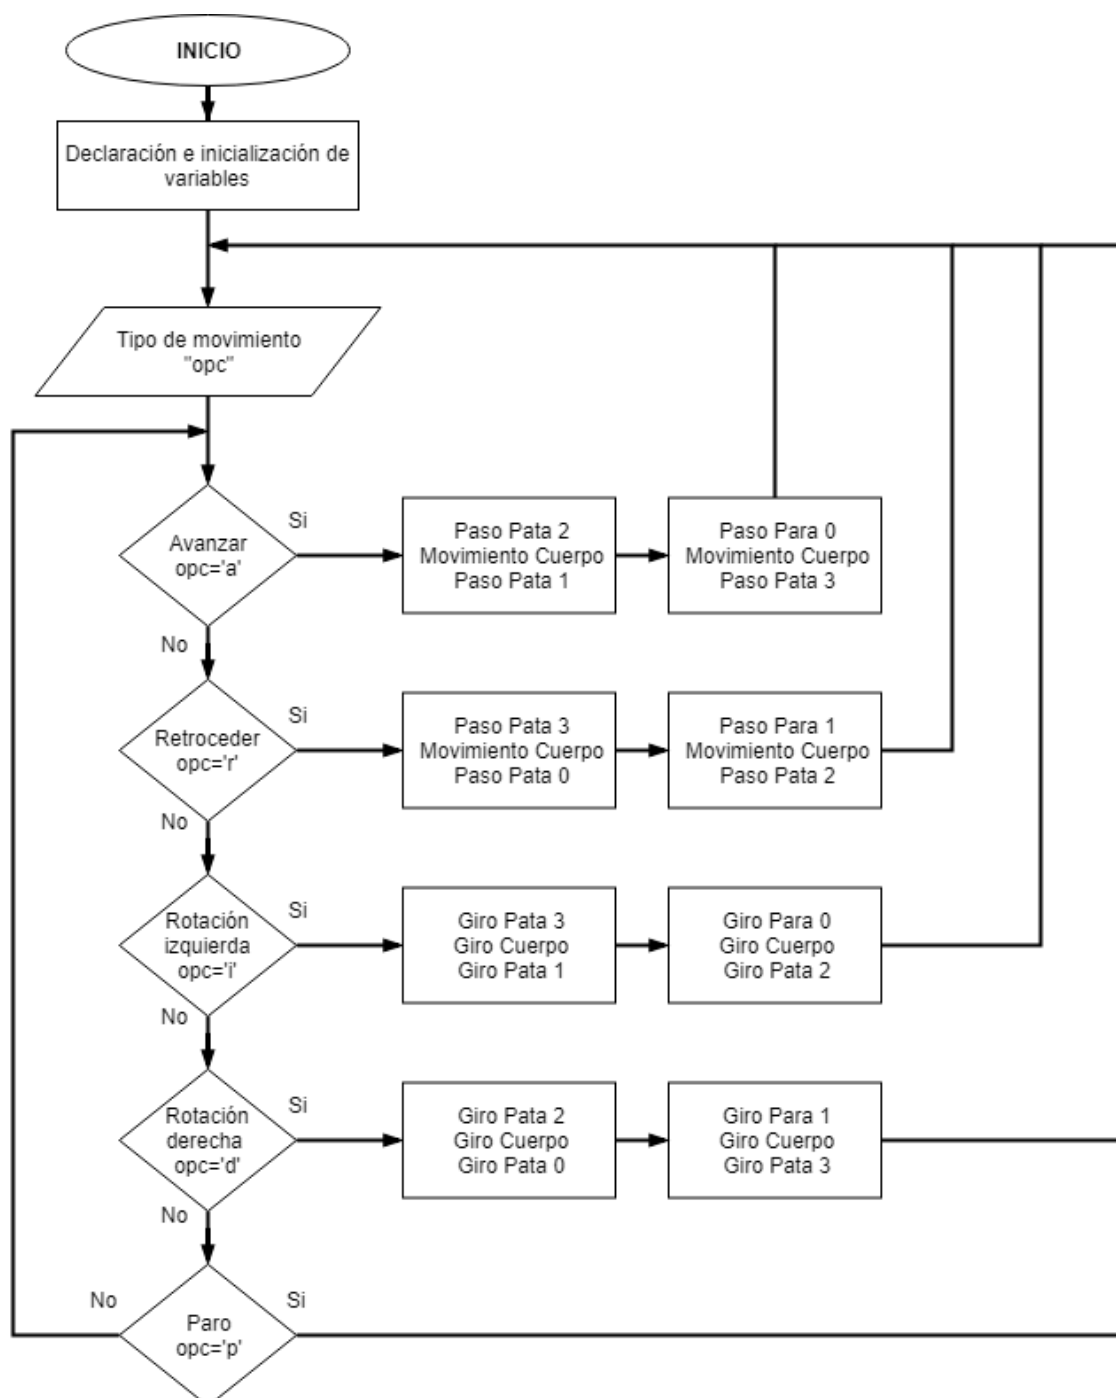 INICIO
Declaración e inicialización de
variables
Tipo de movimiento
"opc"
Avanzar
opc='a'
Si
No
Paso Pata 2
Movimiento Cuerpo
Paso Pata 1
Paso Para 0
Movimiento Cuerpo
Paso Pata 3
Retroceder
opc='r'
Si
No
Paso Pata 3
Movimiento Cuerpo
Paso Pata 0
Paso Para 1
Movimiento Cuerpo
Paso Pata 2
Rotación
izquierda
opc='i'
Si
No
Giro Pata 3
Giro Cuerpo
Giro Pata 1
Giro Para 0
Giro Cuerpo
Giro Pata 2
Rotación
derecha
opc='d'
Si
No
Giro Pata 2
Giro Cuerpo
Giro Pata 0
Giro Para 1
Giro Cuerpo
Giro Pata 3
No
Paro
opc='p'
Si